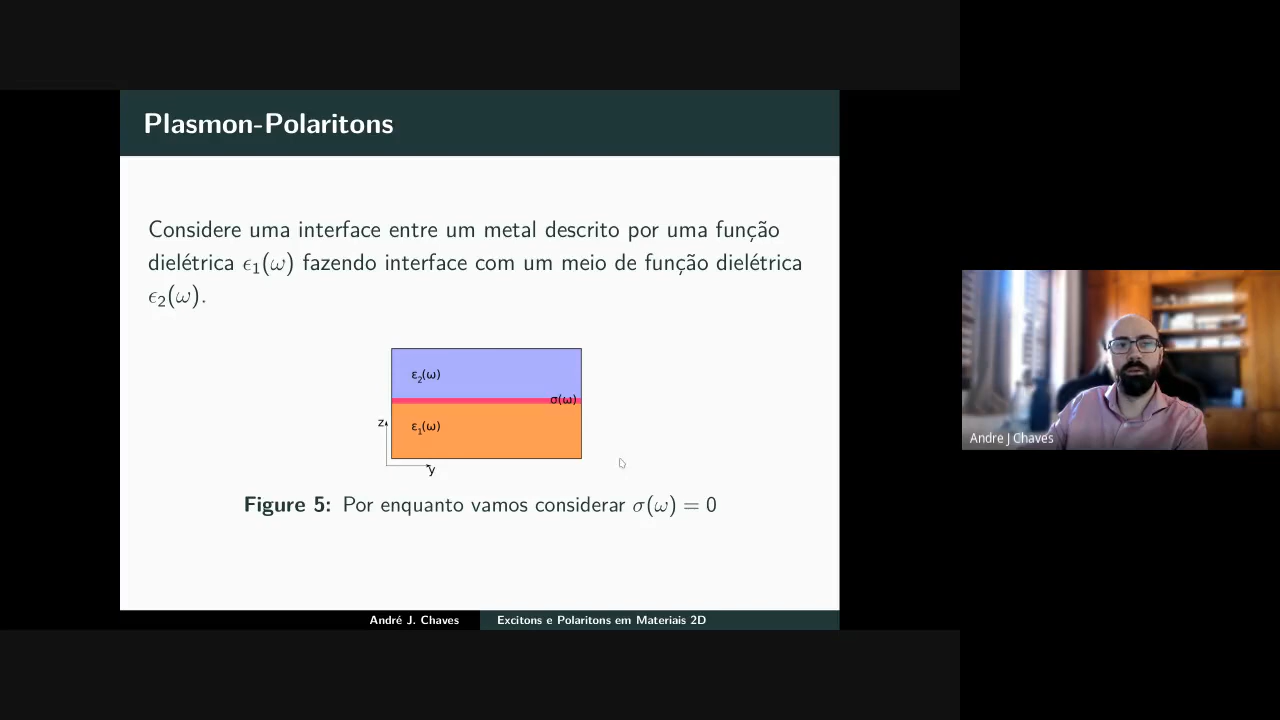 Plasmon-Polaritons
Considere uma interface entre um metal descrito por uma função
dielétrica ϵ₁(ω) fazendo interface com um meio de função dielétrica
ϵ₂(ω).
ε₂(ω)
σ(ω)
ε₁(ω)
z
y
Figure 5: Por enquanto vamos considerar σ(ω) = 0
André J. Chaves
Excitons e Polaritons em Materiais 2D
Andre J Chaves